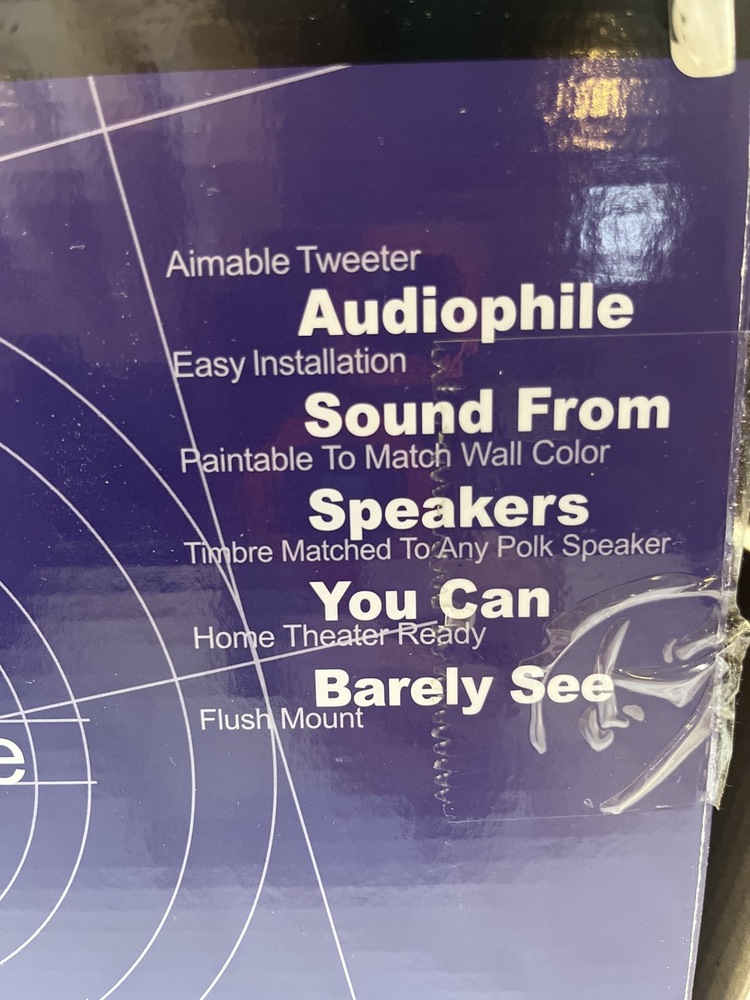 Aimable Tweeter
Audiophile
Easy Installation
Sound From
Paintable To Match Wall Color
Speakers
Timbre Matched To Any Polk Speaker
You Can
Home Theater Ready
Barely See
Flush Mount
e